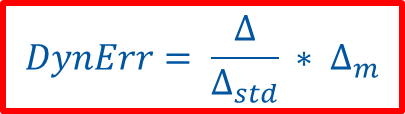 DynErr = Δ / Δ_std * Δ_m